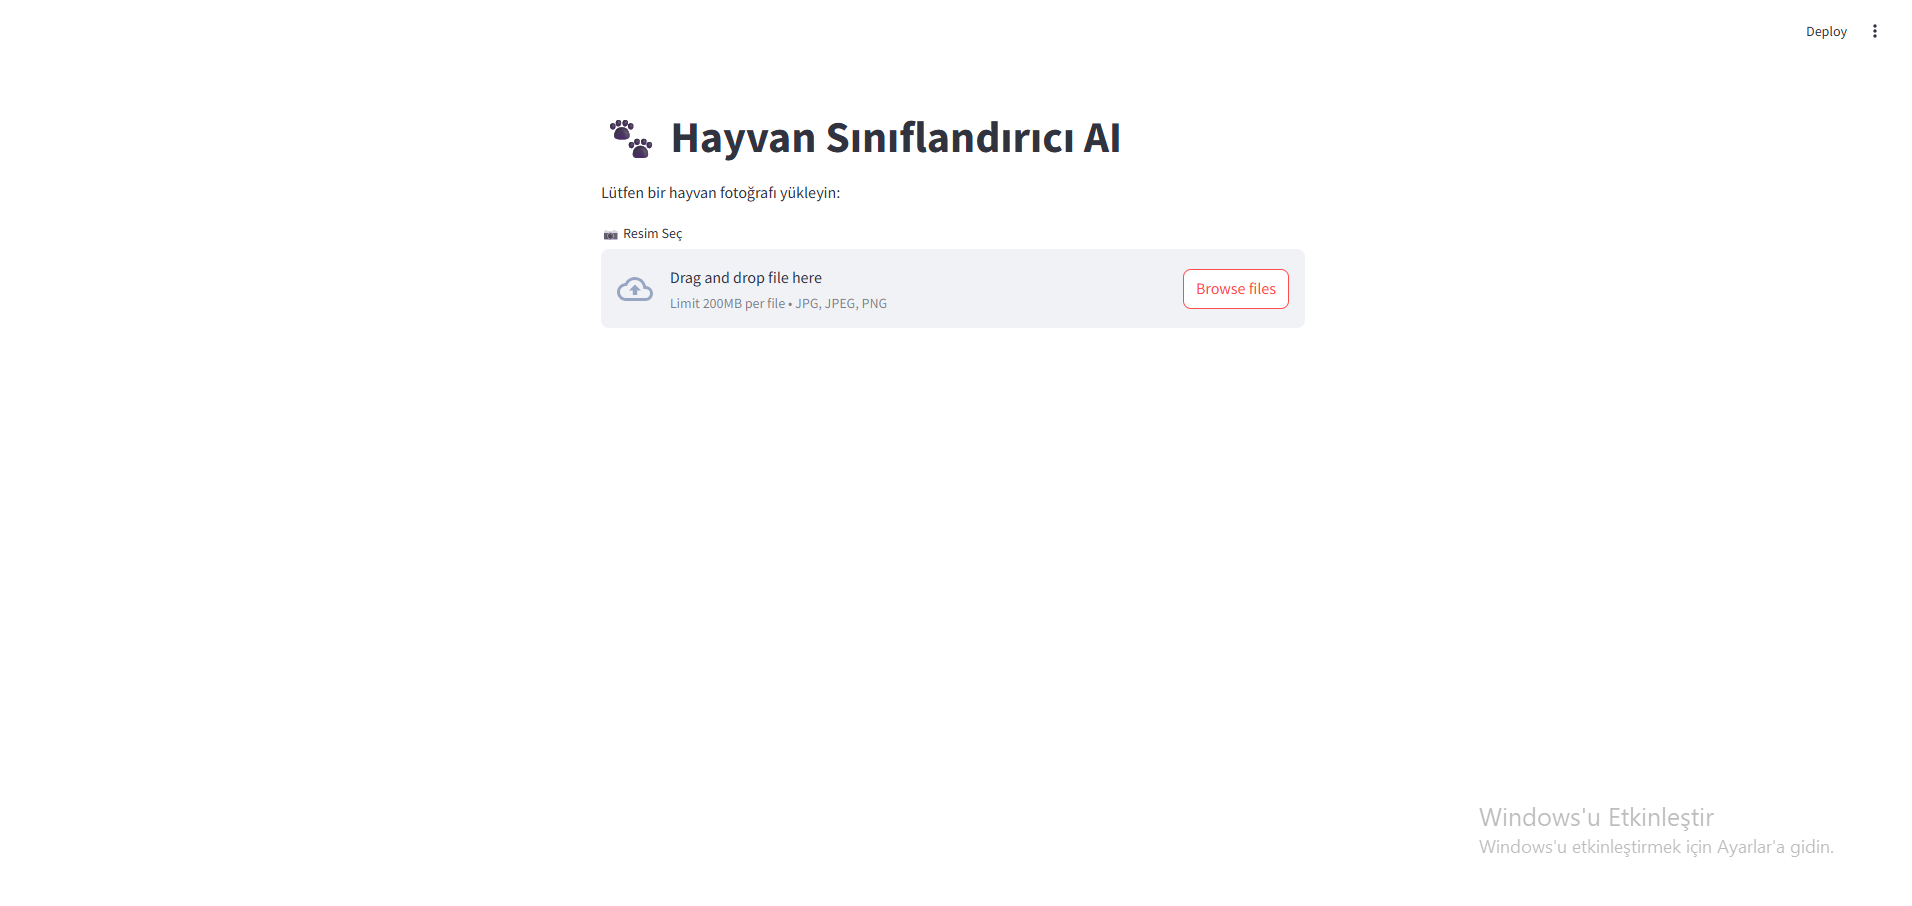 Deploy
Hayvan Sınıflandırıcı AI
Lütfen bir hayvan fotoğrafı yükleyin:
Resim Seç
Drag and drop file here
Limit 200MB per file • JPG, JPEG, PNG
Browse files
Windows'u Etkinleştir
Windows'u etkinleştirmek için Ayarlar'a gidin.